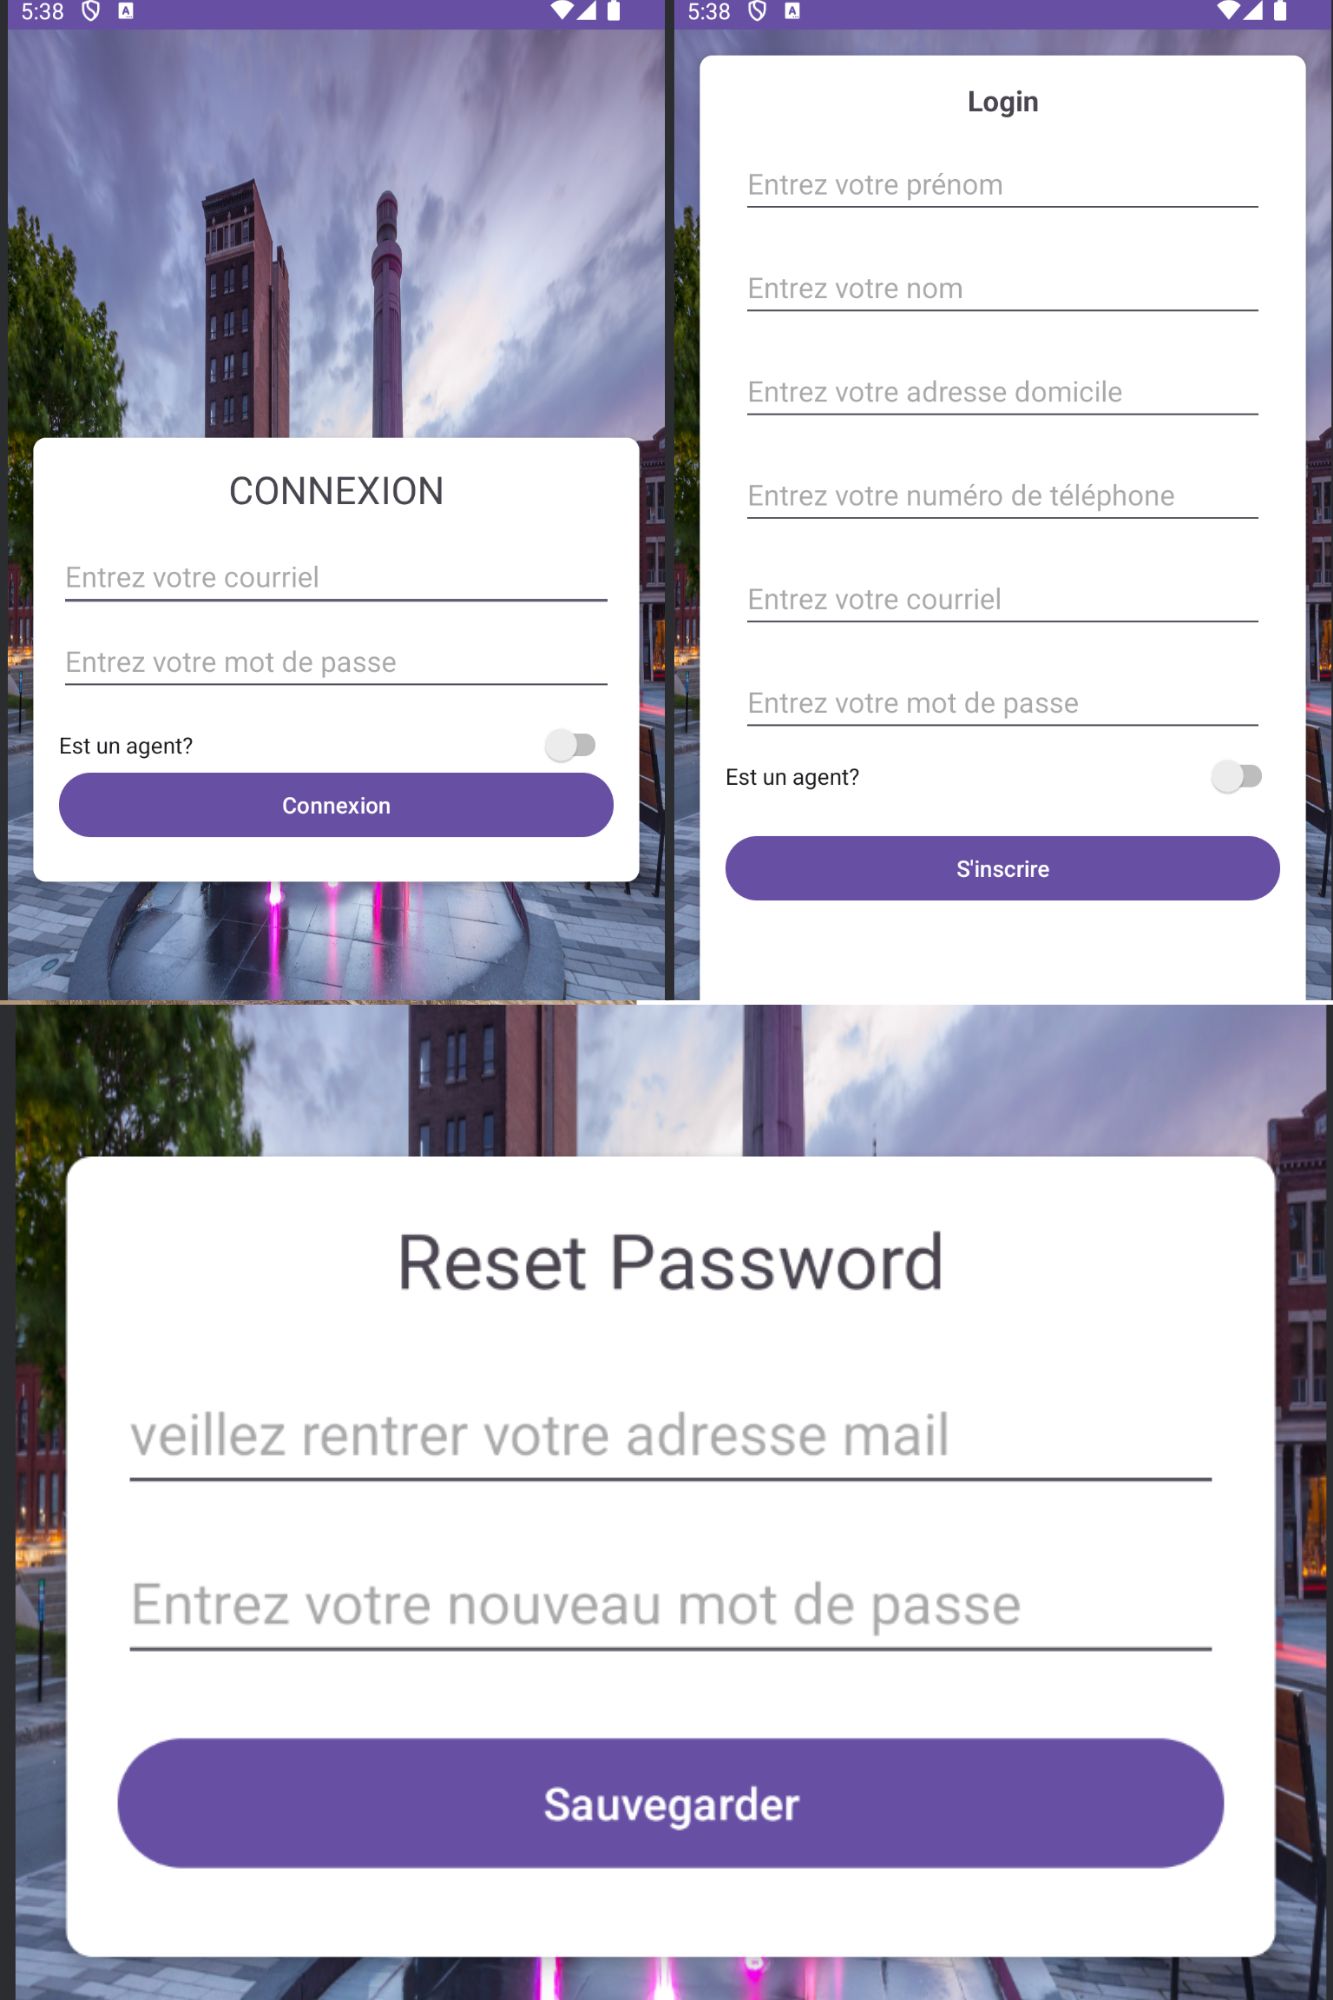 5:38
CONNEXION
Entrez votre courriel
Entrez votre mot de passe
Est un agent?
Connexion
5:38
Login
Entrez votre prénom
Entrez votre nom
Entrez votre adresse domicile
Entrez votre numéro de téléphone
Entrez votre courriel
Entrez votre mot de passe
Est un agent?
S'inscrire
Reset Password
veillez rentrer votre adresse mail
Entrez votre nouveau mot de passe
Sauvegarder